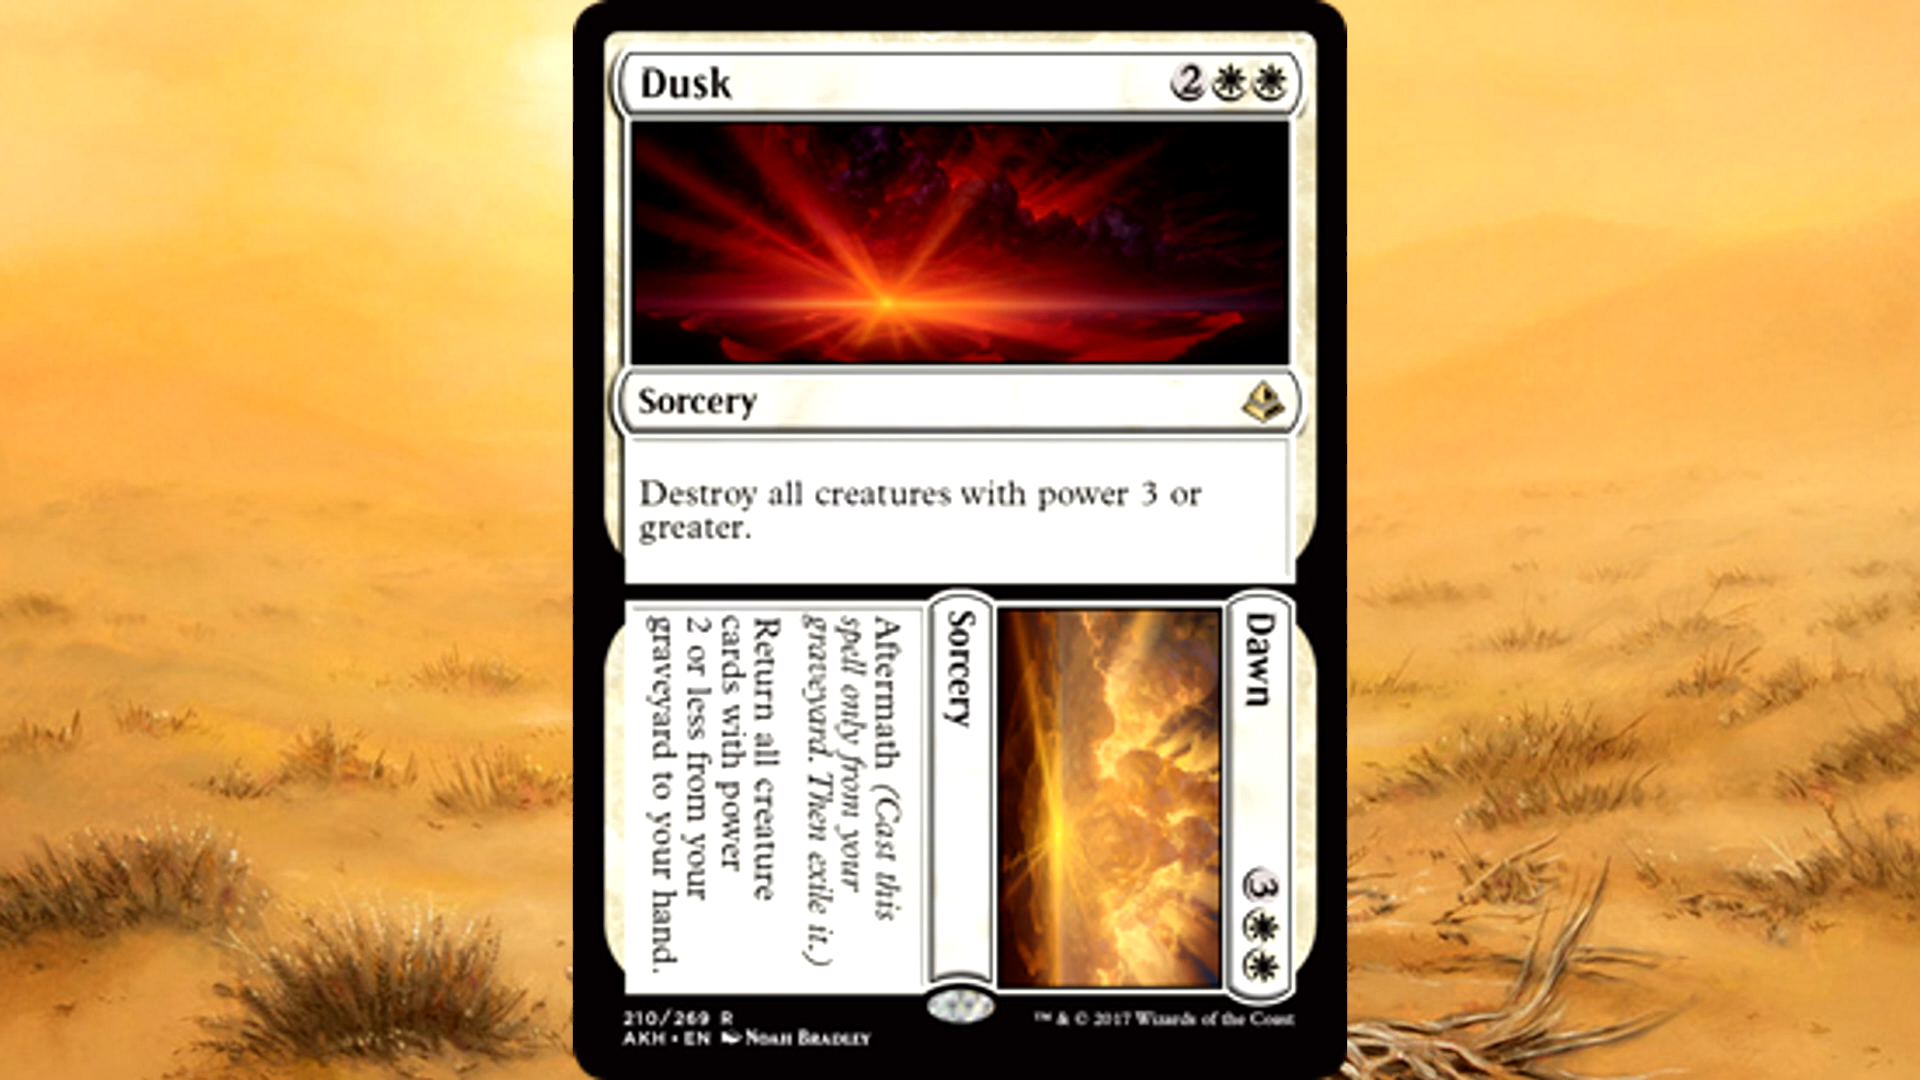 Dusk 2
Sorcery
Destroy all creatures with power 3 or
greater.
Dawn 3
Sorcery
Aftermath (Cast this
spell only from your
graveyard. Then exile it.)
Return all creature
cards with power
2 or less from your
graveyard to your hand.
210/269 R
AKH • EN NOAH BRADLEY
™ & © 2017 Wizards of the Coast